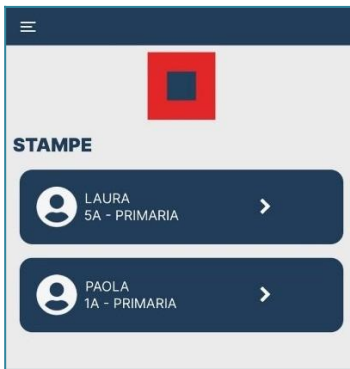 STAMPE
LAURA
5A - PRIMARIA
PAOLA
1A - PRIMARIA